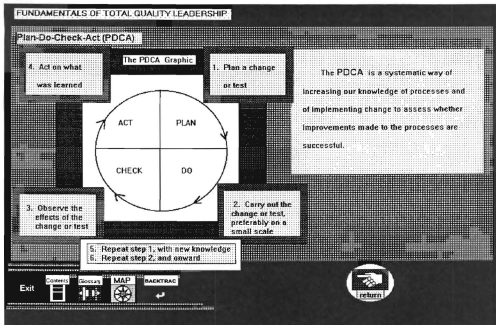 FUNDAMENTALS OF TOTAL QUALITY LEADERSHIP
Plan-Do-Check-Act (PDCA)
The PDCA Graphic
4. Act on what
was learned
1. Plan a change
or test
ACT
PLAN
CHECK
DO
3. Observe the
effects of the
change or test
2. Carry out the
change or test,
preferably on a
small scale
5. Repeat step 1, with new knowledge
6. Repeat step 2, and onward
The PDCA is a systematic way of
increasing our knowledge of processes and
of implementing change to assess whether
improvements made to the processes are
successful.
Exit
Contents
Glossary
MAP
BACKTRAC
return